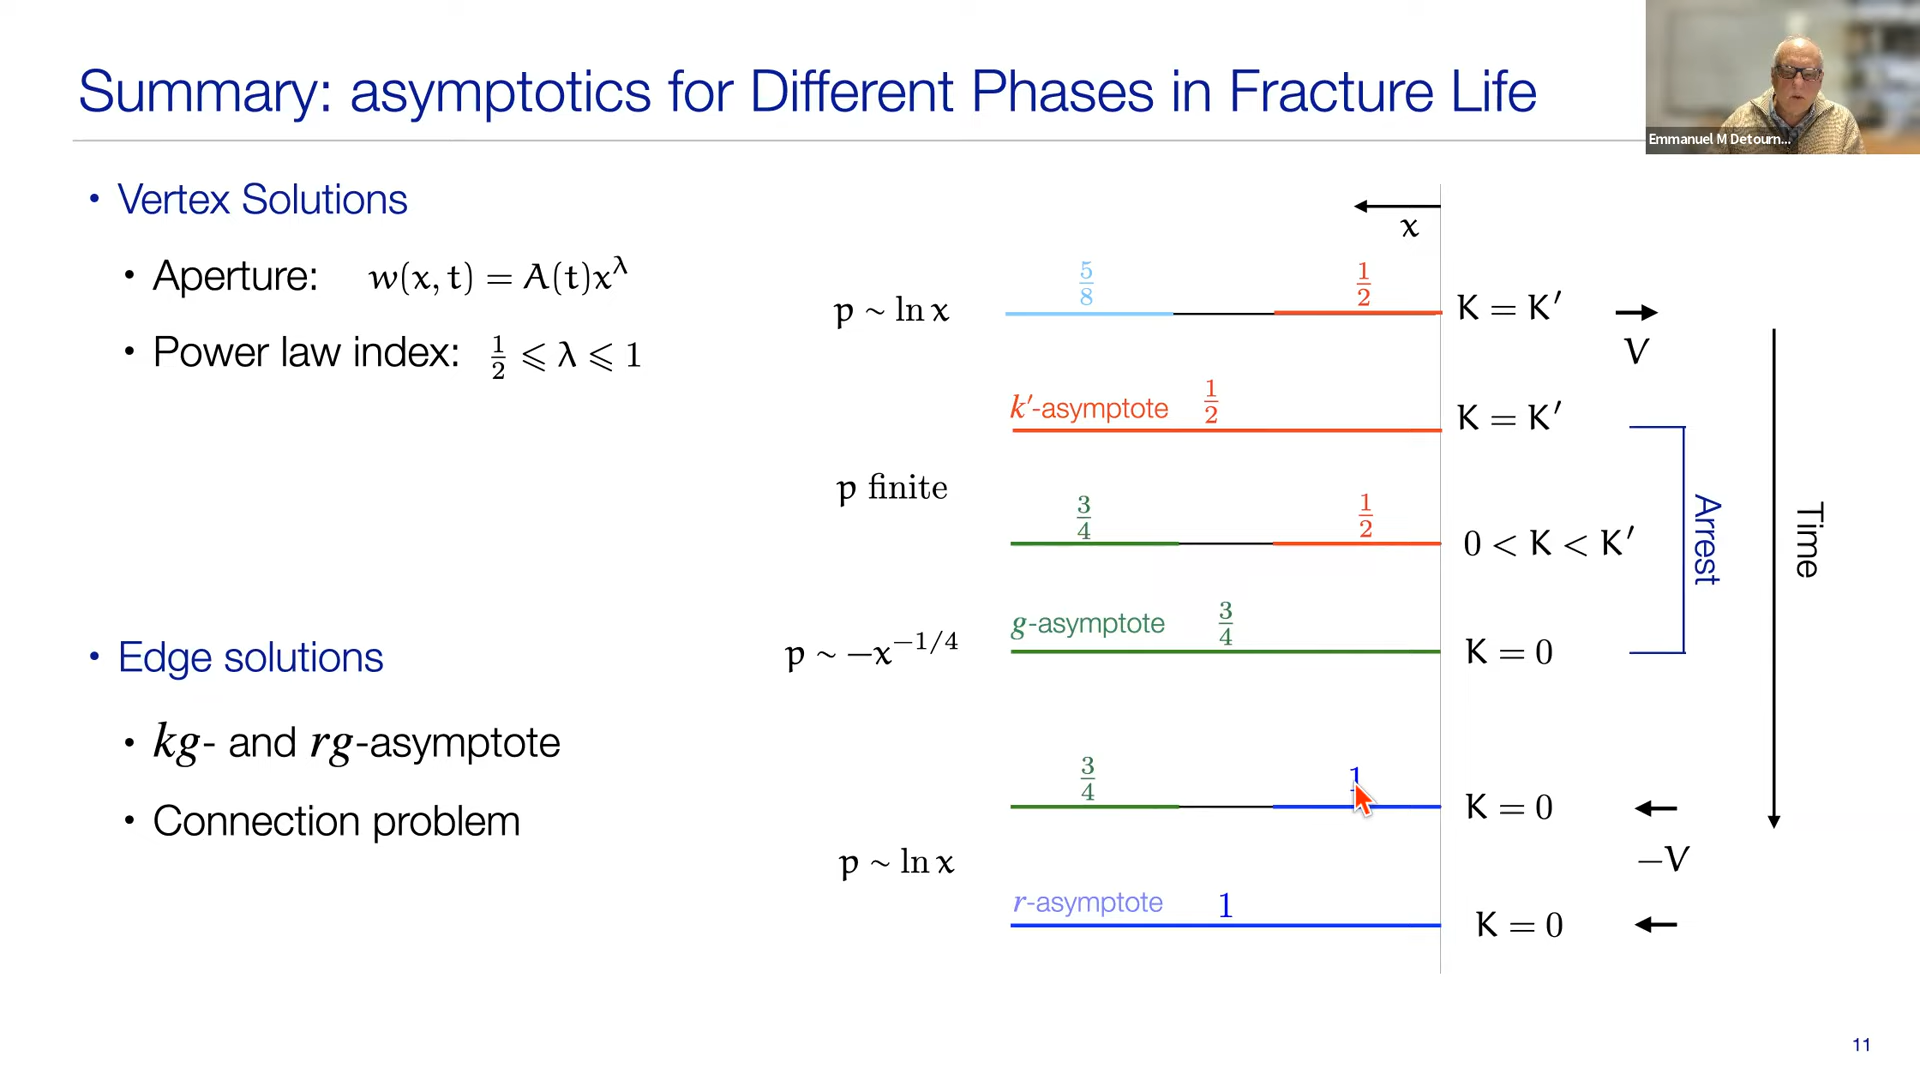 Summary: asymptotics for Different Phases in Fracture Life
Emmanuel M Detourn...
• Vertex Solutions
• Aperture: w(x, t) = A(t)x^λ
• Power law index: 1/2 ⩽ λ ⩽ 1
• Edge solutions
• kg- and rg-asymptote
• Connection problem
x
p ~ ln x 5/8 1/2 K = K′
V
k′-asymptote 1/2 K = K′
p finite
3/4 1/2 0 < K < K′
g-asymptote 3/4
p ~ −x^−1/4 K = 0
3/4 1 K = 0
−V
p ~ ln x
r-asymptote 1 K = 0
Arrest
Time
11